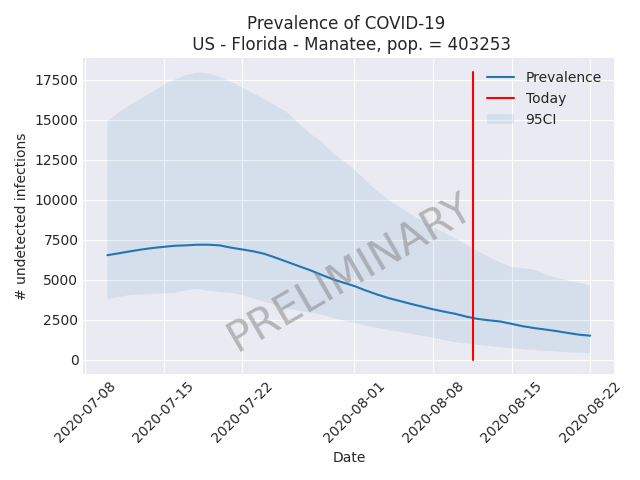 Prevalence of COVID-19
US - Florida - Manatee, pop. = 403253
Prevalence
Today
95CI
17500
15000
12500
10000
7500
5000
2500
0
# undetected infections
PRELIMINARY
2020-07-08
2020-07-15
2020-07-22
2020-08-01
2020-08-08
2020-08-15
2020-08-22
Date